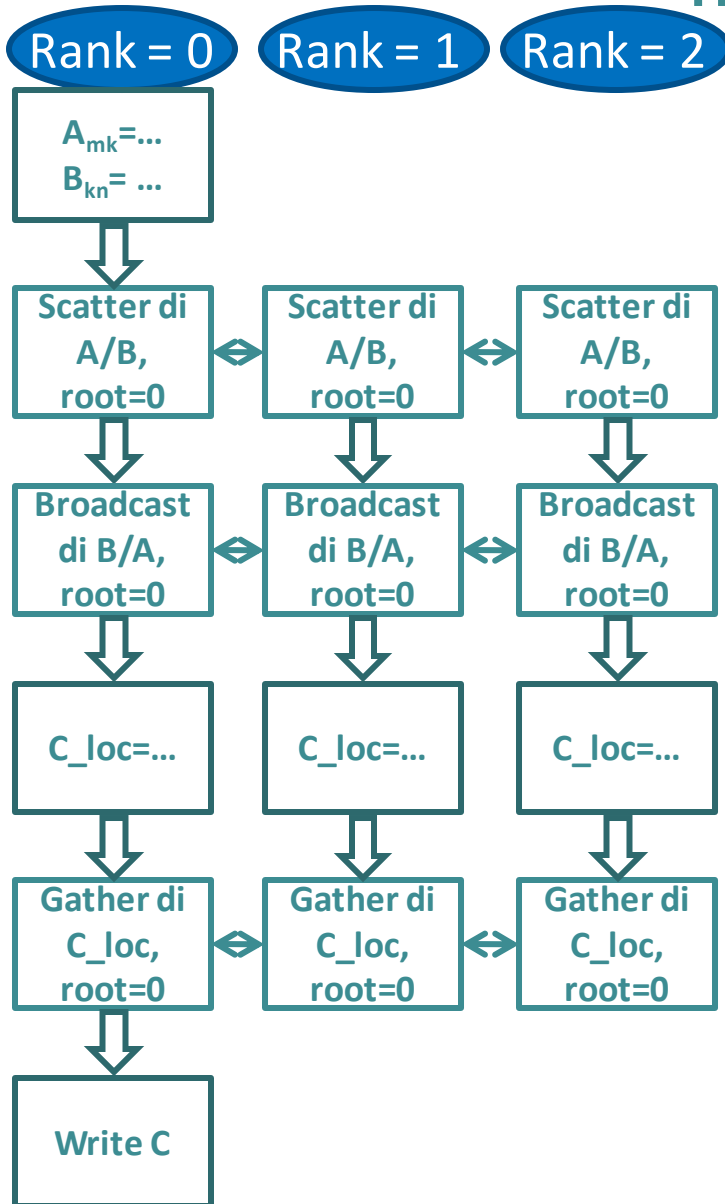 Rank = 0
Rank = 1
Rank = 2
Amk=...
Bkn= ...
Scatter di
A/B,
root=0
Scatter di
A/B,
root=0
Scatter di
A/B,
root=0
Broadcast
di B/A,
root=0
Broadcast
di B/A,
root=0
Broadcast
di B/A,
root=0
C_loc=...
C_loc=...
C_loc=...
Gather di
C_loc,
root=0
Gather di
C_loc,
root=0
Gather di
C_loc,
root=0
Write C